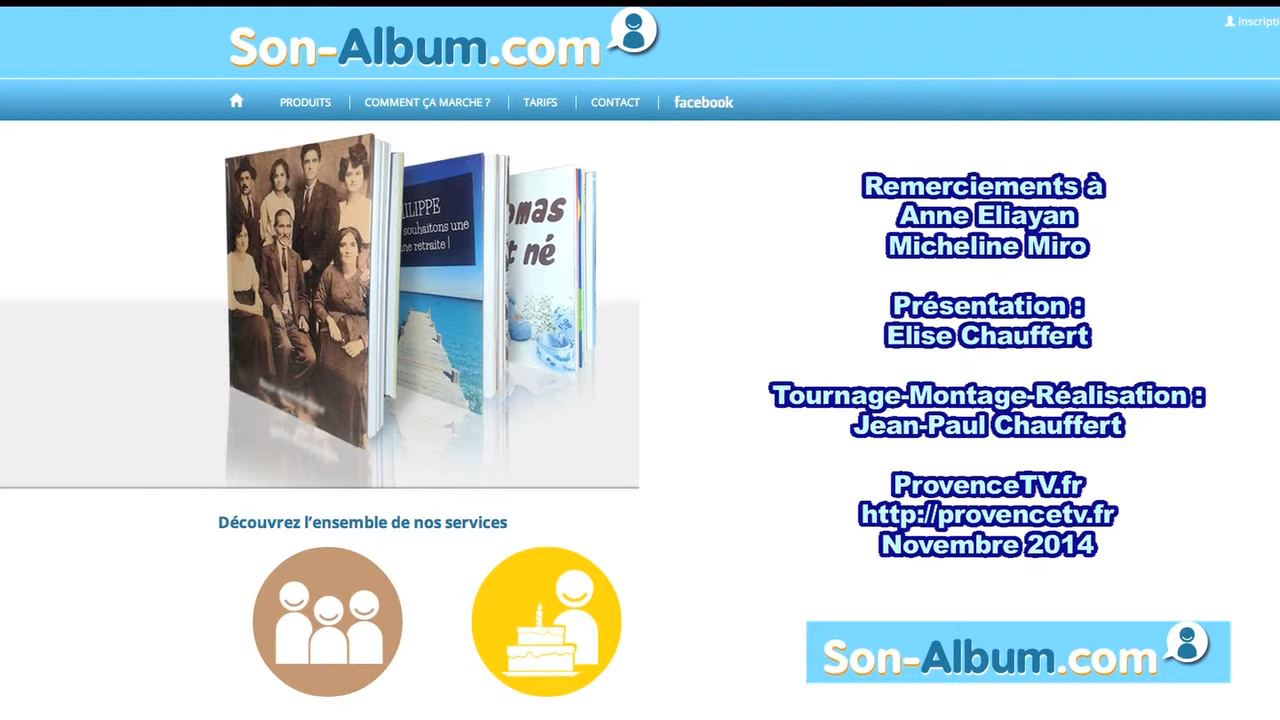 Son-Album.com
Inscripti
PRODUITS
COMMENT ÇA MARCHE ?
TARIFS
CONTACT
facebook
ILIPPE
souhaitons une
ne retraite !
omas
t né
Remerciements à
Anne Eliayan
Micheline Miro
Présentation :
Elise Chauffert
Tournage-Montage-Réalisation :
Jean-Paul Chauffert
ProvenceTV.fr
http://provencetv.fr
Novembre 2014
Découvrez l'ensemble de nos services
Son-Album.com